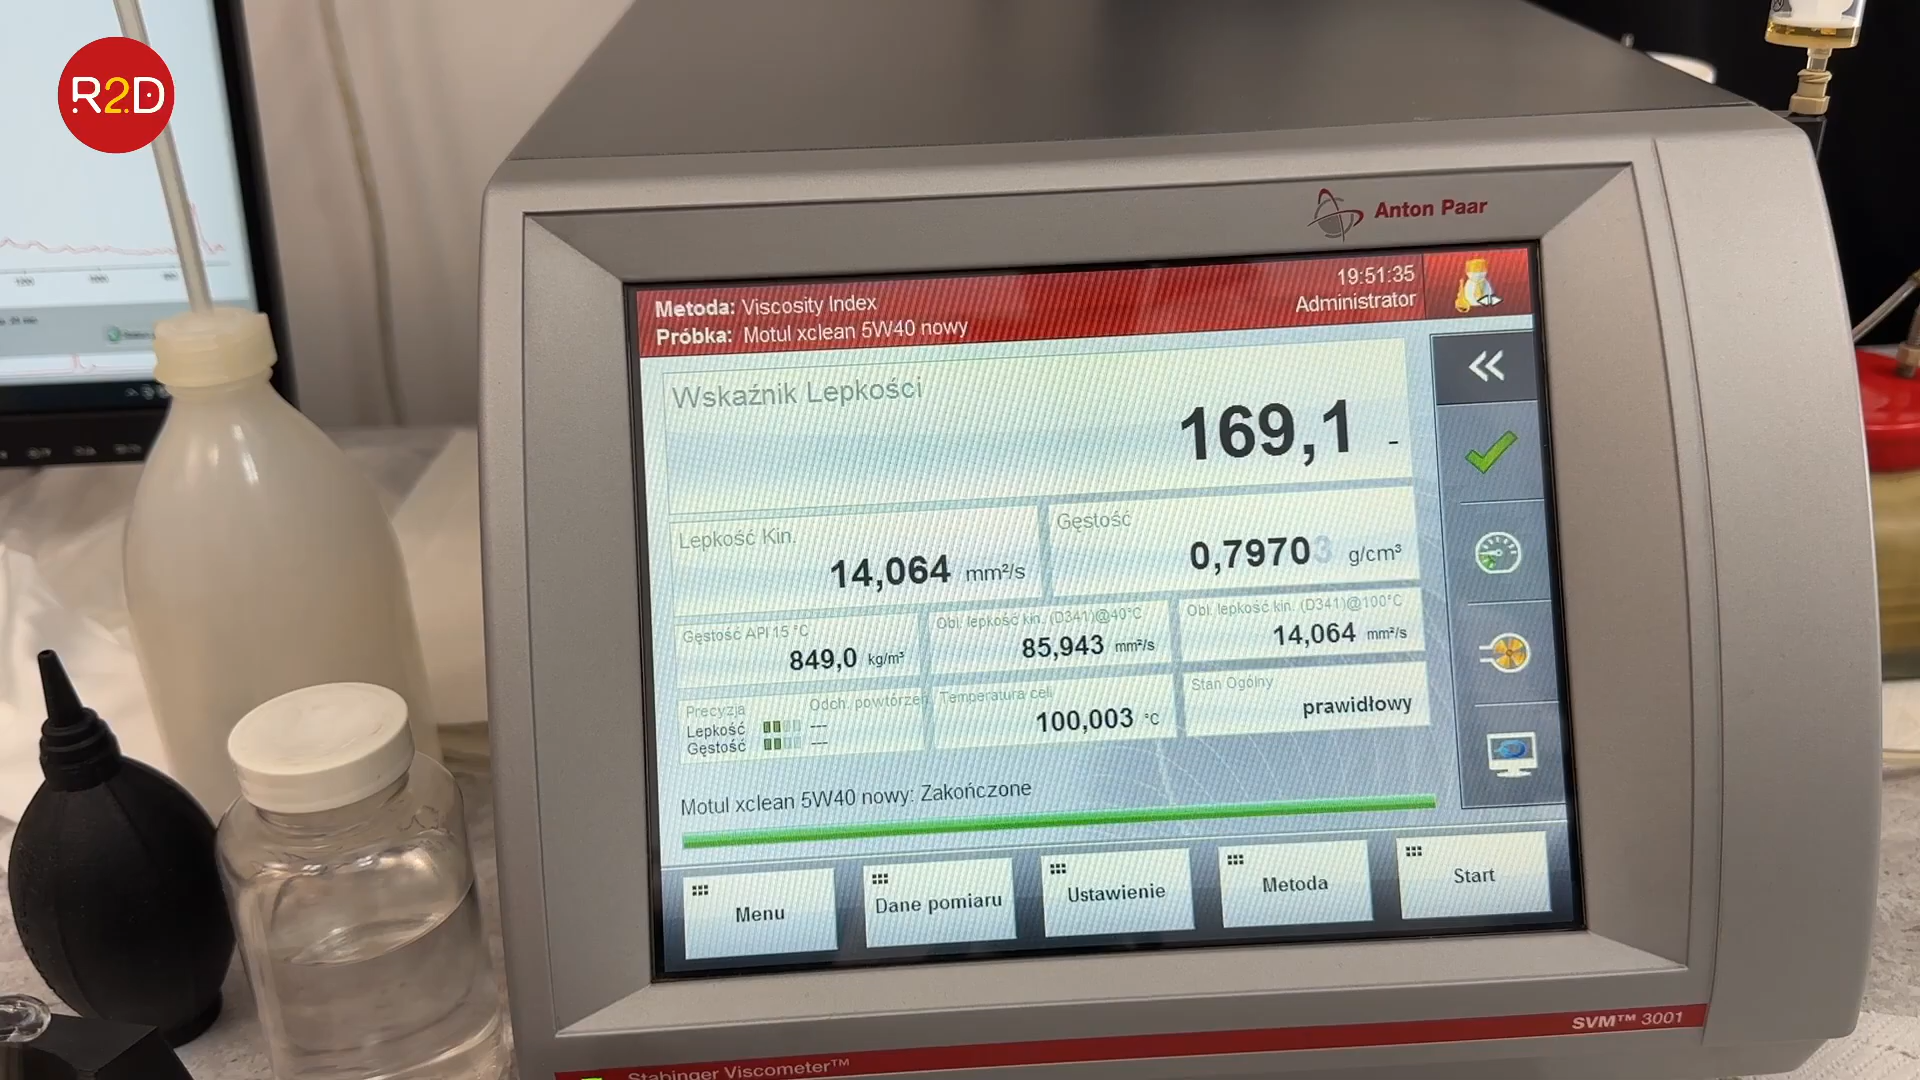 R2D
Anton Paar
Metoda: Viscosity Index
Próbka: Motul xclean 5W40 nowy
19:51:35
Administrator
Wskaźnik Lepkości
169,1 -
Lepkość Kin.
14,064 mm²/s
Gęstość
0,79703 g/cm³
Gęstość API 15 °C
849,0 kg/m³
Obl. lepkość kin. (D341)@40°C
85,943 mm²/s
Obl. lepkość kin. (D341)@100°C
14,064 mm²/s
Precyzja
Odch. powtórzeń
Lepkość ---
Gęstość ---
Temperatura celi
100,003 °C
Stan Ogólny
prawidłowy
Motul xclean 5W40 nowy: Zakończone
Menu
Dane pomiaru
Ustawienie
Metoda
Start
SVM™ 3001
Stabinger Viscometer™